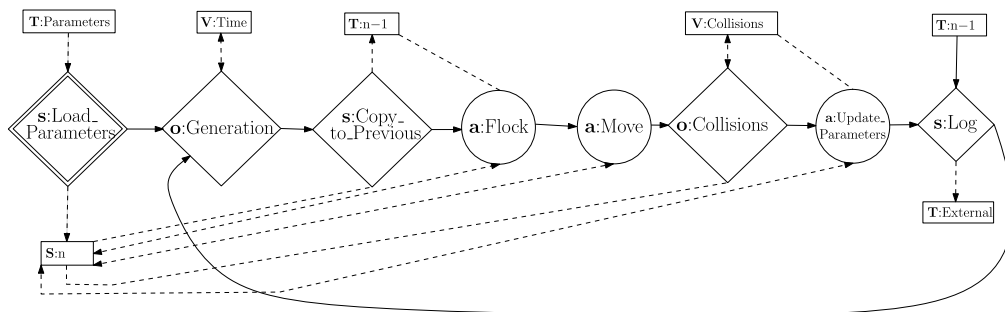 T:Parameters
V:Time
T:n−1
V:Collisions
T:n−1
s:Load_
Parameters
o:Generation
s:Copy_
to_Previous
a:Flock
a:Move
o:Collisions
a:Update_
Parameters
s:Log
T:External
S:n